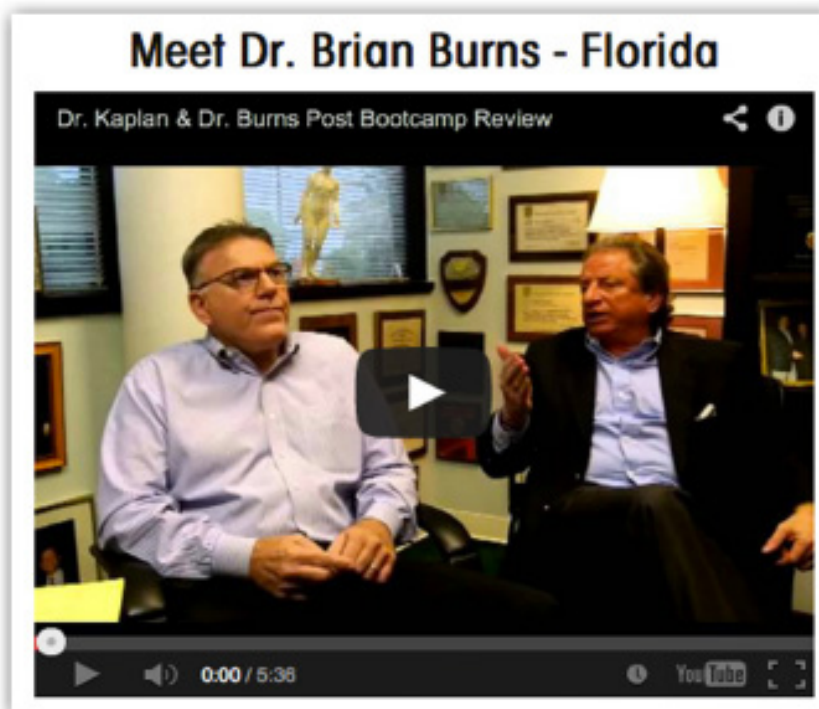 Meet Dr. Brian Burns - Florida
Dr. Kaplan & Dr. Burns Post Bootcamp Review
0:00 / 5:36
YouTube